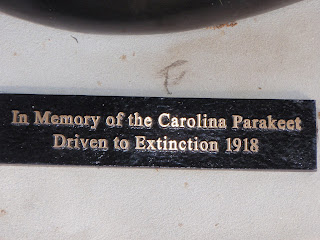 In Memory of the Carolina Parakeet
Driven to Extinction 1918